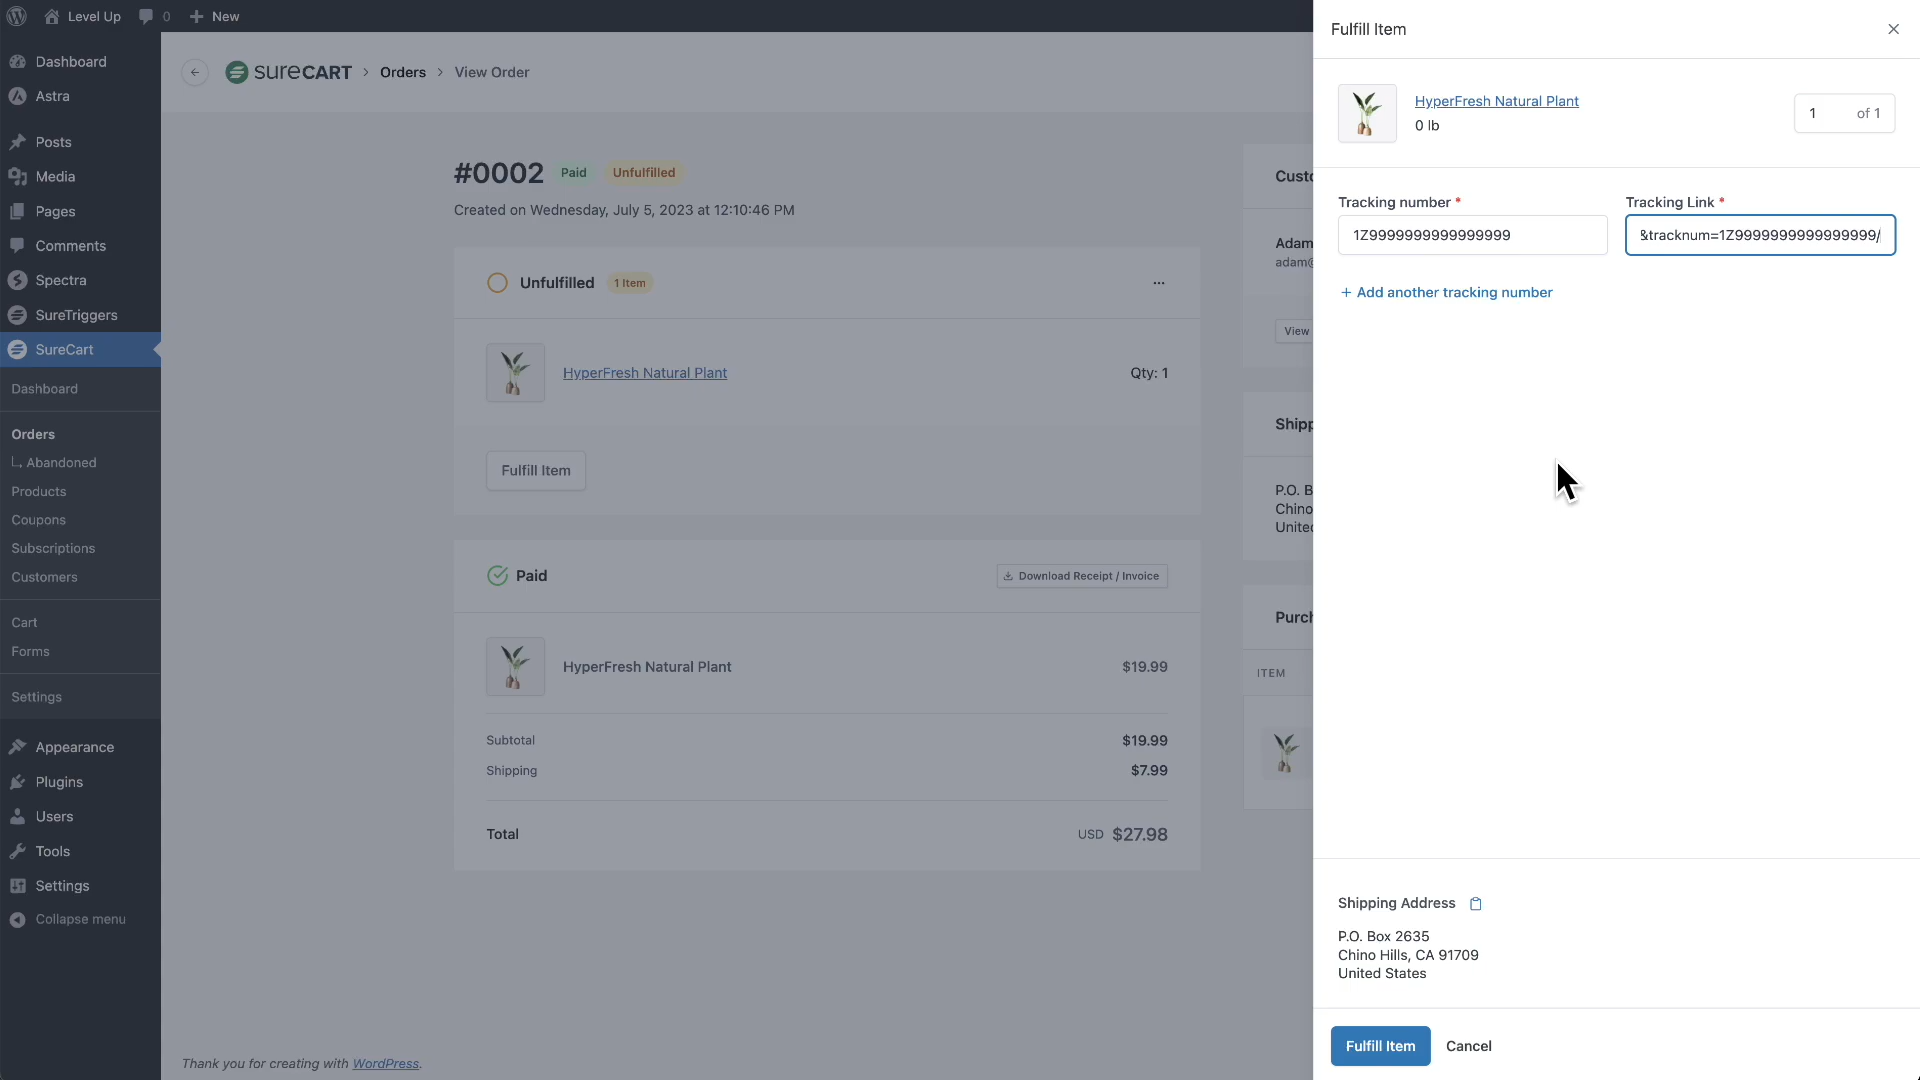 Level Up
0
New
Dashboard
Astra
Posts
Media
Pages
Comments
Spectra
SureTriggers
SureCart
Dashboard
Orders
Abandoned
Products
Coupons
Subscriptions
Customers
Cart
Forms
Settings
Appearance
Plugins
Users
Tools
Settings
Collapse menu
SURECART
Orders
View Order
#0002
Paid
Unfulfilled
Created on Wednesday, July 5, 2023 at 12:10:46 PM
Unfulfilled
1 Item
HyperFresh Natural Plant
Qty: 1
Fulfill Item
Paid
Download Receipt / Invoice
HyperFresh Natural Plant
$19.99
Subtotal
$19.99
Shipping
$7.99
Total
USD $27.98
Thank you for creating with WordPress.
Adam
adam@
View
P.O. B
Chino
ITEM
Fulfill Item
HyperFresh Natural Plant
0 lb
1 of 1
Tracking number *
1Z9999999999999999
Tracking Link *
&tracknum=1Z9999999999999999/
+ Add another tracking number
Shipping Address
P.O. Box 2635
Chino Hills, CA 91709
United States
Fulfill Item
Cancel